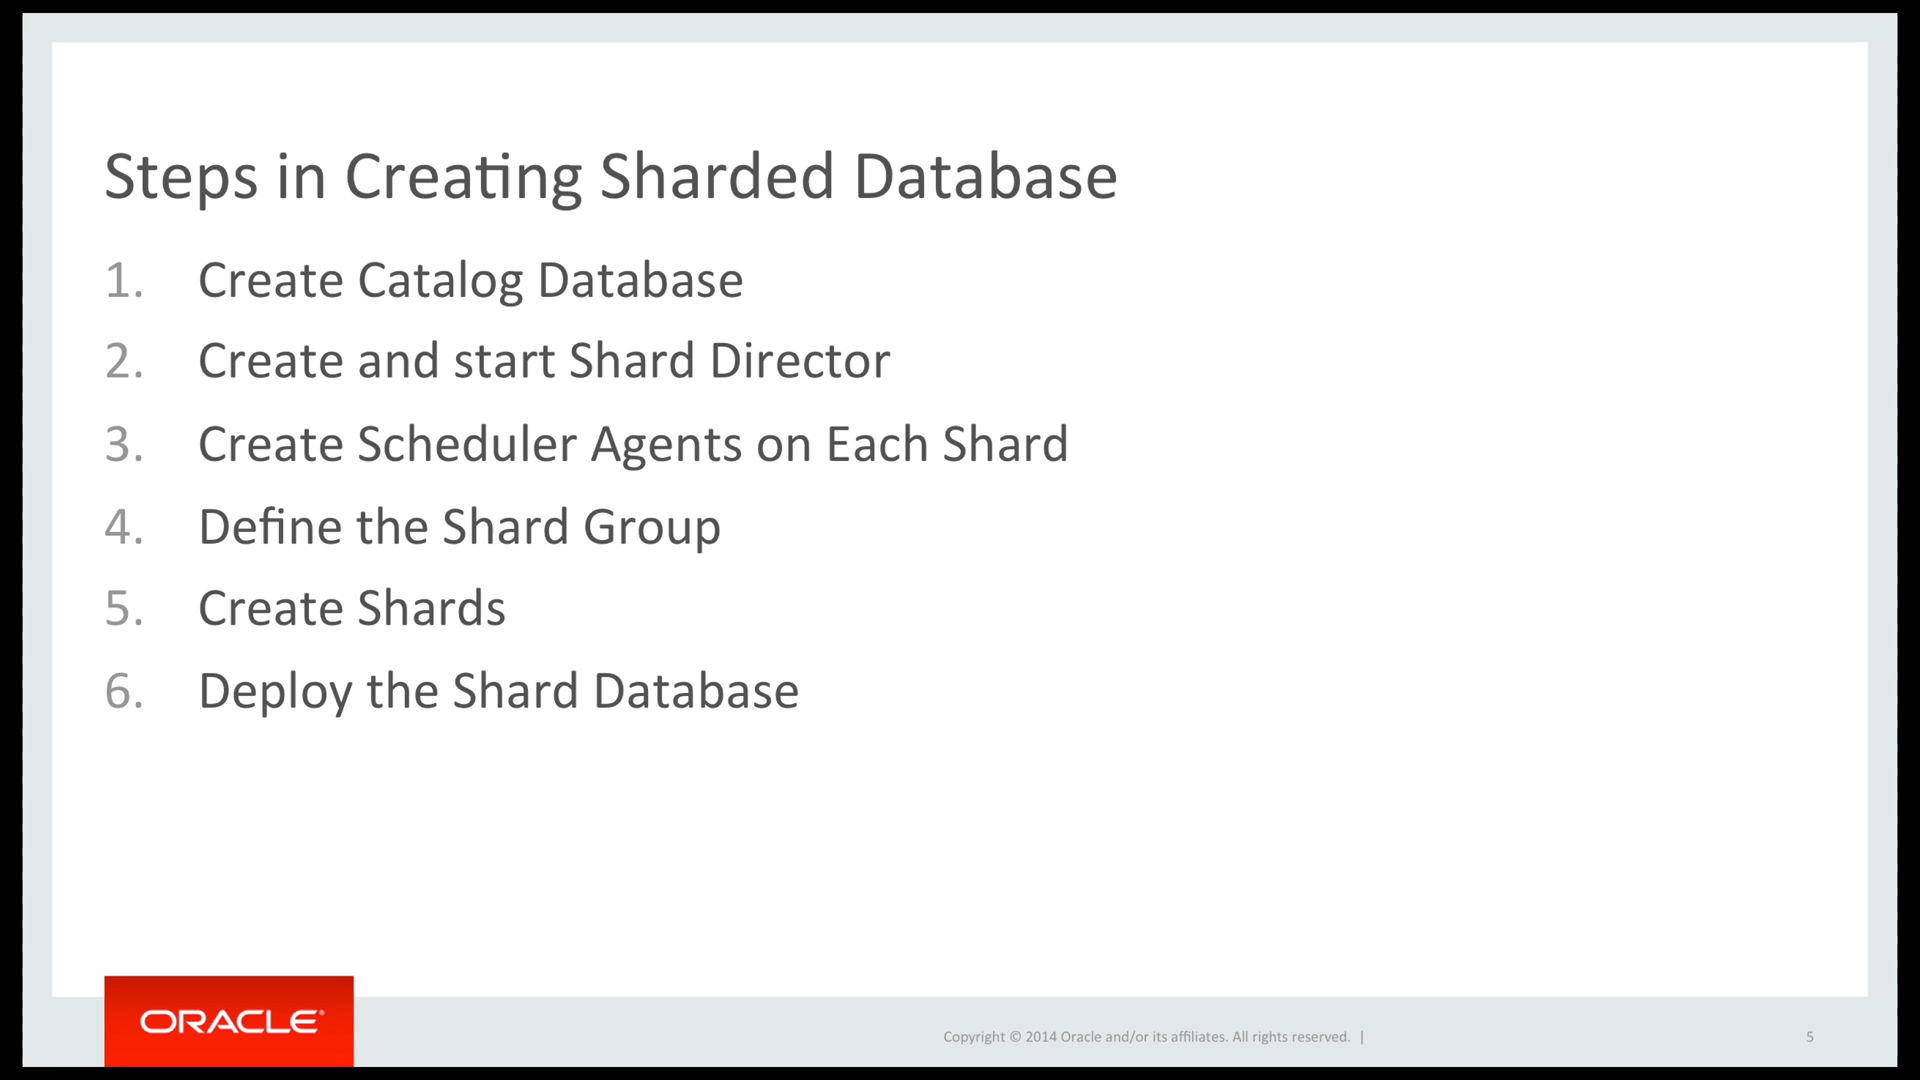 Steps in Creating Sharded Database
1. Create Catalog Database
2. Create and start Shard Director
3. Create Scheduler Agents on Each Shard
4. Define the Shard Group
5. Create Shards
6. Deploy the Shard Database
ORACLE®
Copyright © 2014 Oracle and/or its affiliates. All rights reserved. |
5